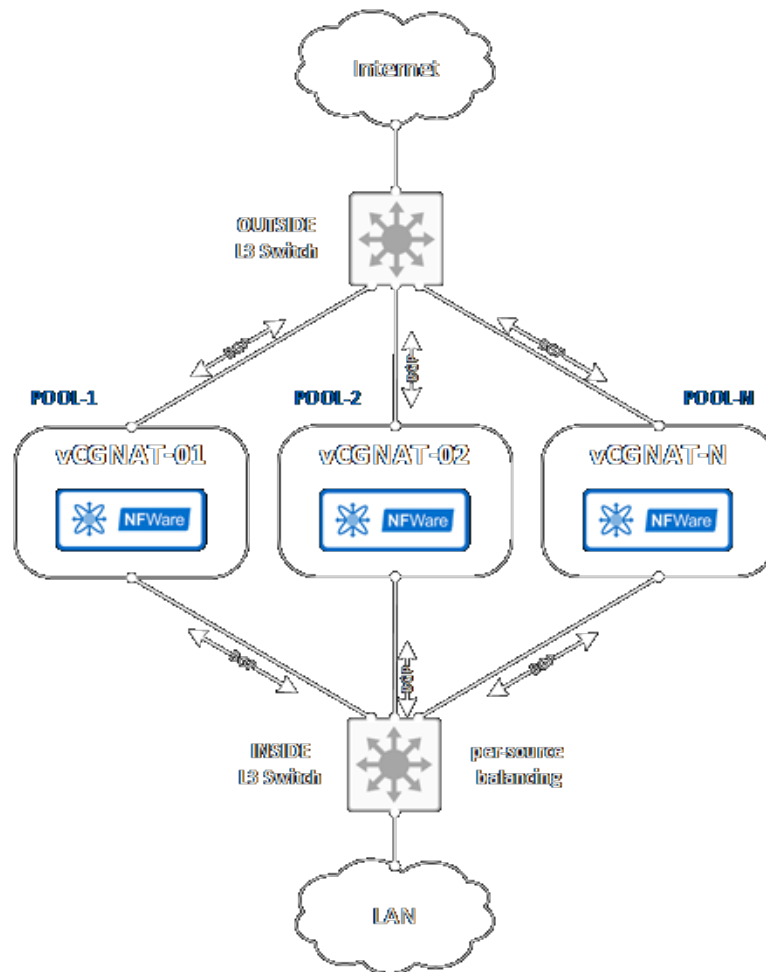 Internet
OUTSIDE
L3 Switch
BGP
BGP
BGP
POOL-1
POOL-2
POOL-N
vCGNAT-01
vCGNAT-02
vCGNAT-N
NFWare
NFWare
NFWare
BGP
BGP
BGP
INSIDE
L3 Switch
per-source
balancing
LAN